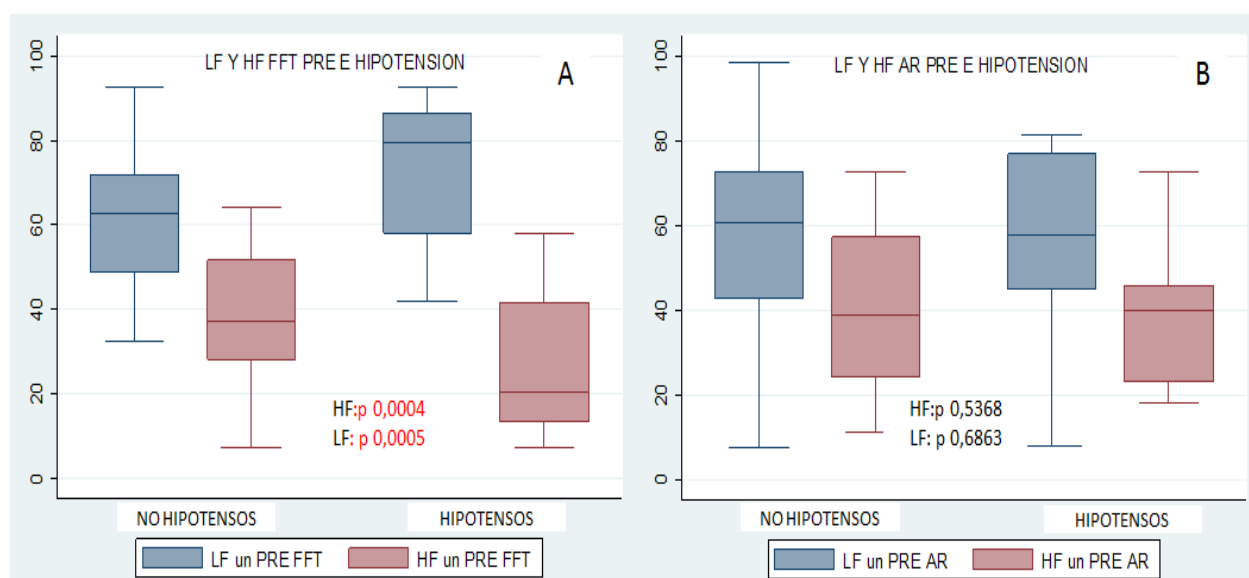 LF Y HF FFT PRE E HIPOTENSION
A
100
80
60
40
20
0
HF:p 0,0004
LF: p 0,0005
NO HIPOTENSOS
HIPOTENSOS
LF un PRE FFT
HF un PRE FFT
LF Y HF AR PRE E HIPOTENSION
B
100
80
60
40
20
0
HF:p 0,5368
LF: p 0,6863
NO HIPOTENSOS
HIPOTENSOS
LF un PRE AR
HF un PRE AR